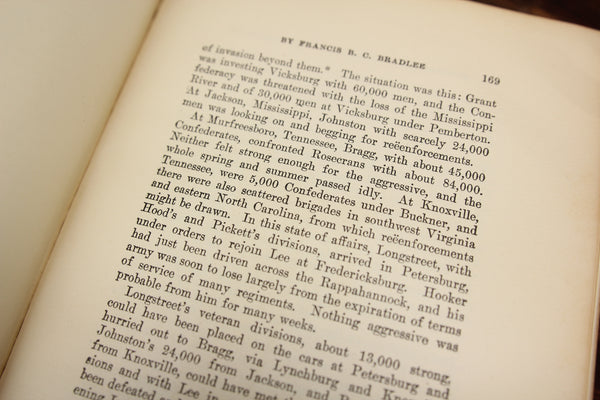 BY FRANCIS B. C. BRADLEE 169
of invasion beyond them.* The situation was this: Grant
was investing Vicksburg with 60,000 men, and the Con-
federacy was threatened with the loss of the Mississippi
River and of 30,000 men at Vicksburg under Pemberton.
At Jackson, Mississippi, Johnston with scarcely 24,000
men was looking on and begging for reëenforcements.
At Murfreesboro, Tennessee, Bragg, with about 45,000
Confederates, confronted Rosecrans with about 84,000.
Neither felt strong enough for the aggressive, and the
whole spring and summer passed idly. At Knoxville,
Tennessee, were 5,000 Confederates under Buckner, and
there were also scattered brigades in southwest Virginia
and eastern North Carolina, from which reëenforcements
might be drawn. In this state of affairs, Longstreet, with
Hood's and Pickett's divisions, arrived in Petersburg,
under orders to rejoin Lee at Fredericksburg. Hooker
had just been driven across the Rappahannock, and his
army was soon to lose largely from the expiration of terms
of service of many regiments. Nothing aggressive was
probable from him for many weeks.
Longstreet's veteran divisions, about 13,000 strong,
could have been placed on the cars at Petersburg and
hurried out to Bragg, via Lynchburg and
Johnston's 24,000 from Jackson, and
from Knoxville, could have met
sions and with Lee in
been defeated